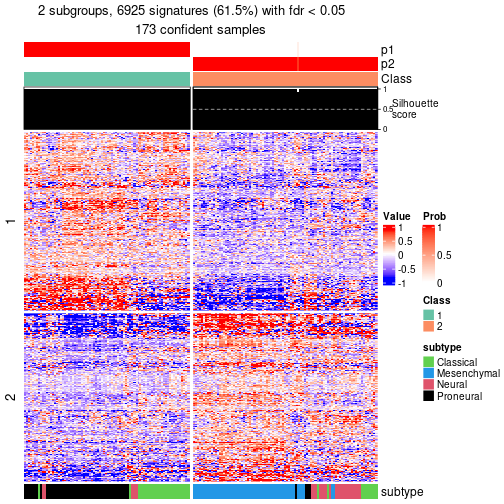 2 subgroups, 6925 signatures (61.5%) with fdr < 0.05
173 confident samples
p1
p2
Class
1
0.5
0
Silhouette
score
1
2
Value
1
0.5
0
-0.5
-1
Prob
1
0.5
0
Class
1
2
subtype
Classical
Mesenchymal
Neural
Proneural
subtype